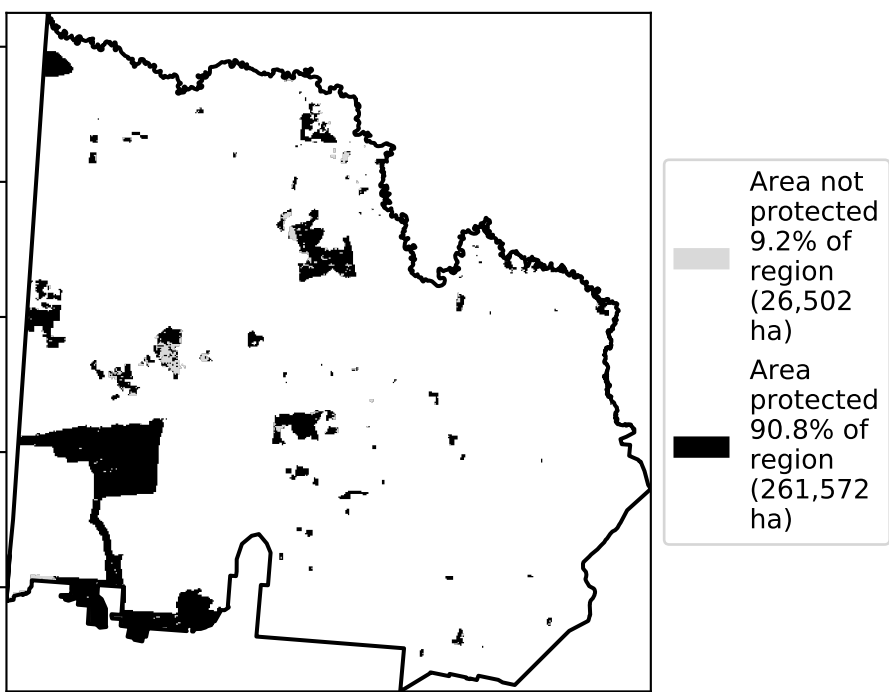 Area not
protected
9.2% of
region
(26,502
ha)
Area
protected
90.8% of
region
(261,572
ha)